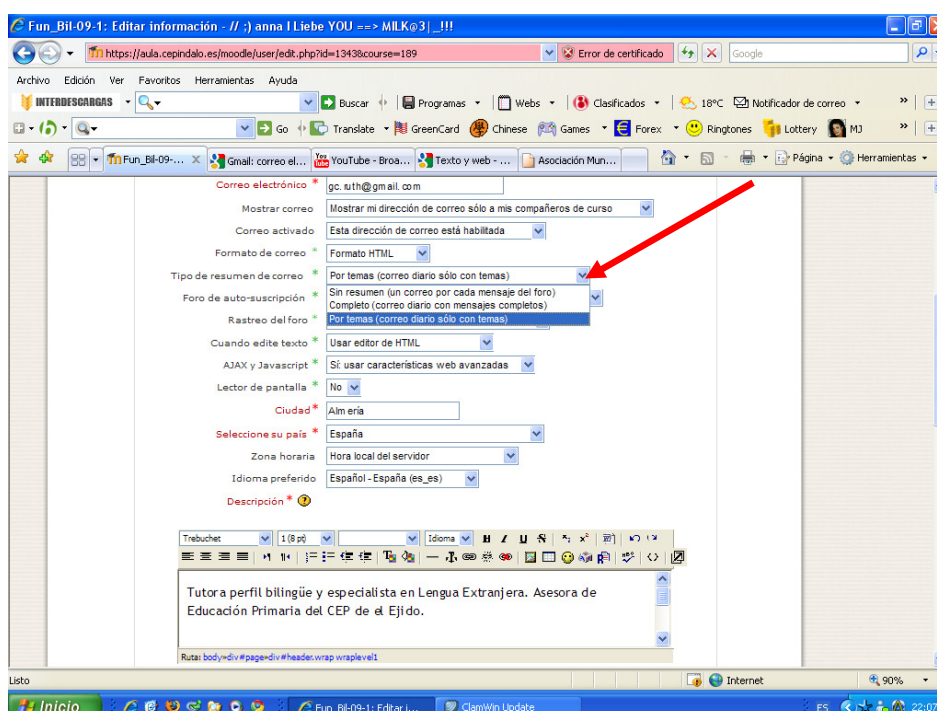 Fun_Bil-09-1: Editar información - // ;) anna I Liebe YOU ==> MILK@3|_!!!
https://aula.cepindalo.es/moodle/user/edit.php?id=1343&course=189 Error de certificado Google
Archivo Edición Ver Favoritos Herramientas Ayuda
INTERDESCARGAS Buscar Programas Webs Clasificados 18°C Notificador de correo »
Go Translate GreenCard Chinese Games Forex Ringtones Lottery MJ »
Fun_Bil-09-... X Gmail: correo el... YouTube - Broa... Texto y web - ... Asociación Mun... Página Herramientas
Correo electrónico * gc.ruth@gmail.com
Mostrar correo Mostrar mi dirección de correo sólo a mis compañeros de curso
Correo activado Esta dirección de correo está habilitada
Formato de correo * Formato HTML
Tipo de resumen de correo * Por temas (correo diario sólo con temas)
Sin resumen (un correo por cada mensaje del foro)
Foro de auto-suscripción *
Completo (correo diario con mensajes completos)
Rastreo del foro * Por temas (correo diario sólo con temas)
Cuando edite texto * Usar editor de HTML
AJAX y Javascript * Sí: usar características web avanzadas
Lector de pantalla * No
Ciudad * Almería
Seleccione su país * España
Zona horaria Hora local del servidor
Idioma preferido Español - España (es_es)
Descripción * ?
Trebuchet 1 (8 pt) Idioma B I U S
Tutora perfil bilingüe y especialista en Lengua Extranjera. Asesora de
Educación Primaria del CEP de el Ejido.
Ruta: body»div#page»div#header.wrap wraplevel1
Listo Internet 90%
Inicio Fun_Bil-09-1: Editar i... ClamWin Update ES 22:07